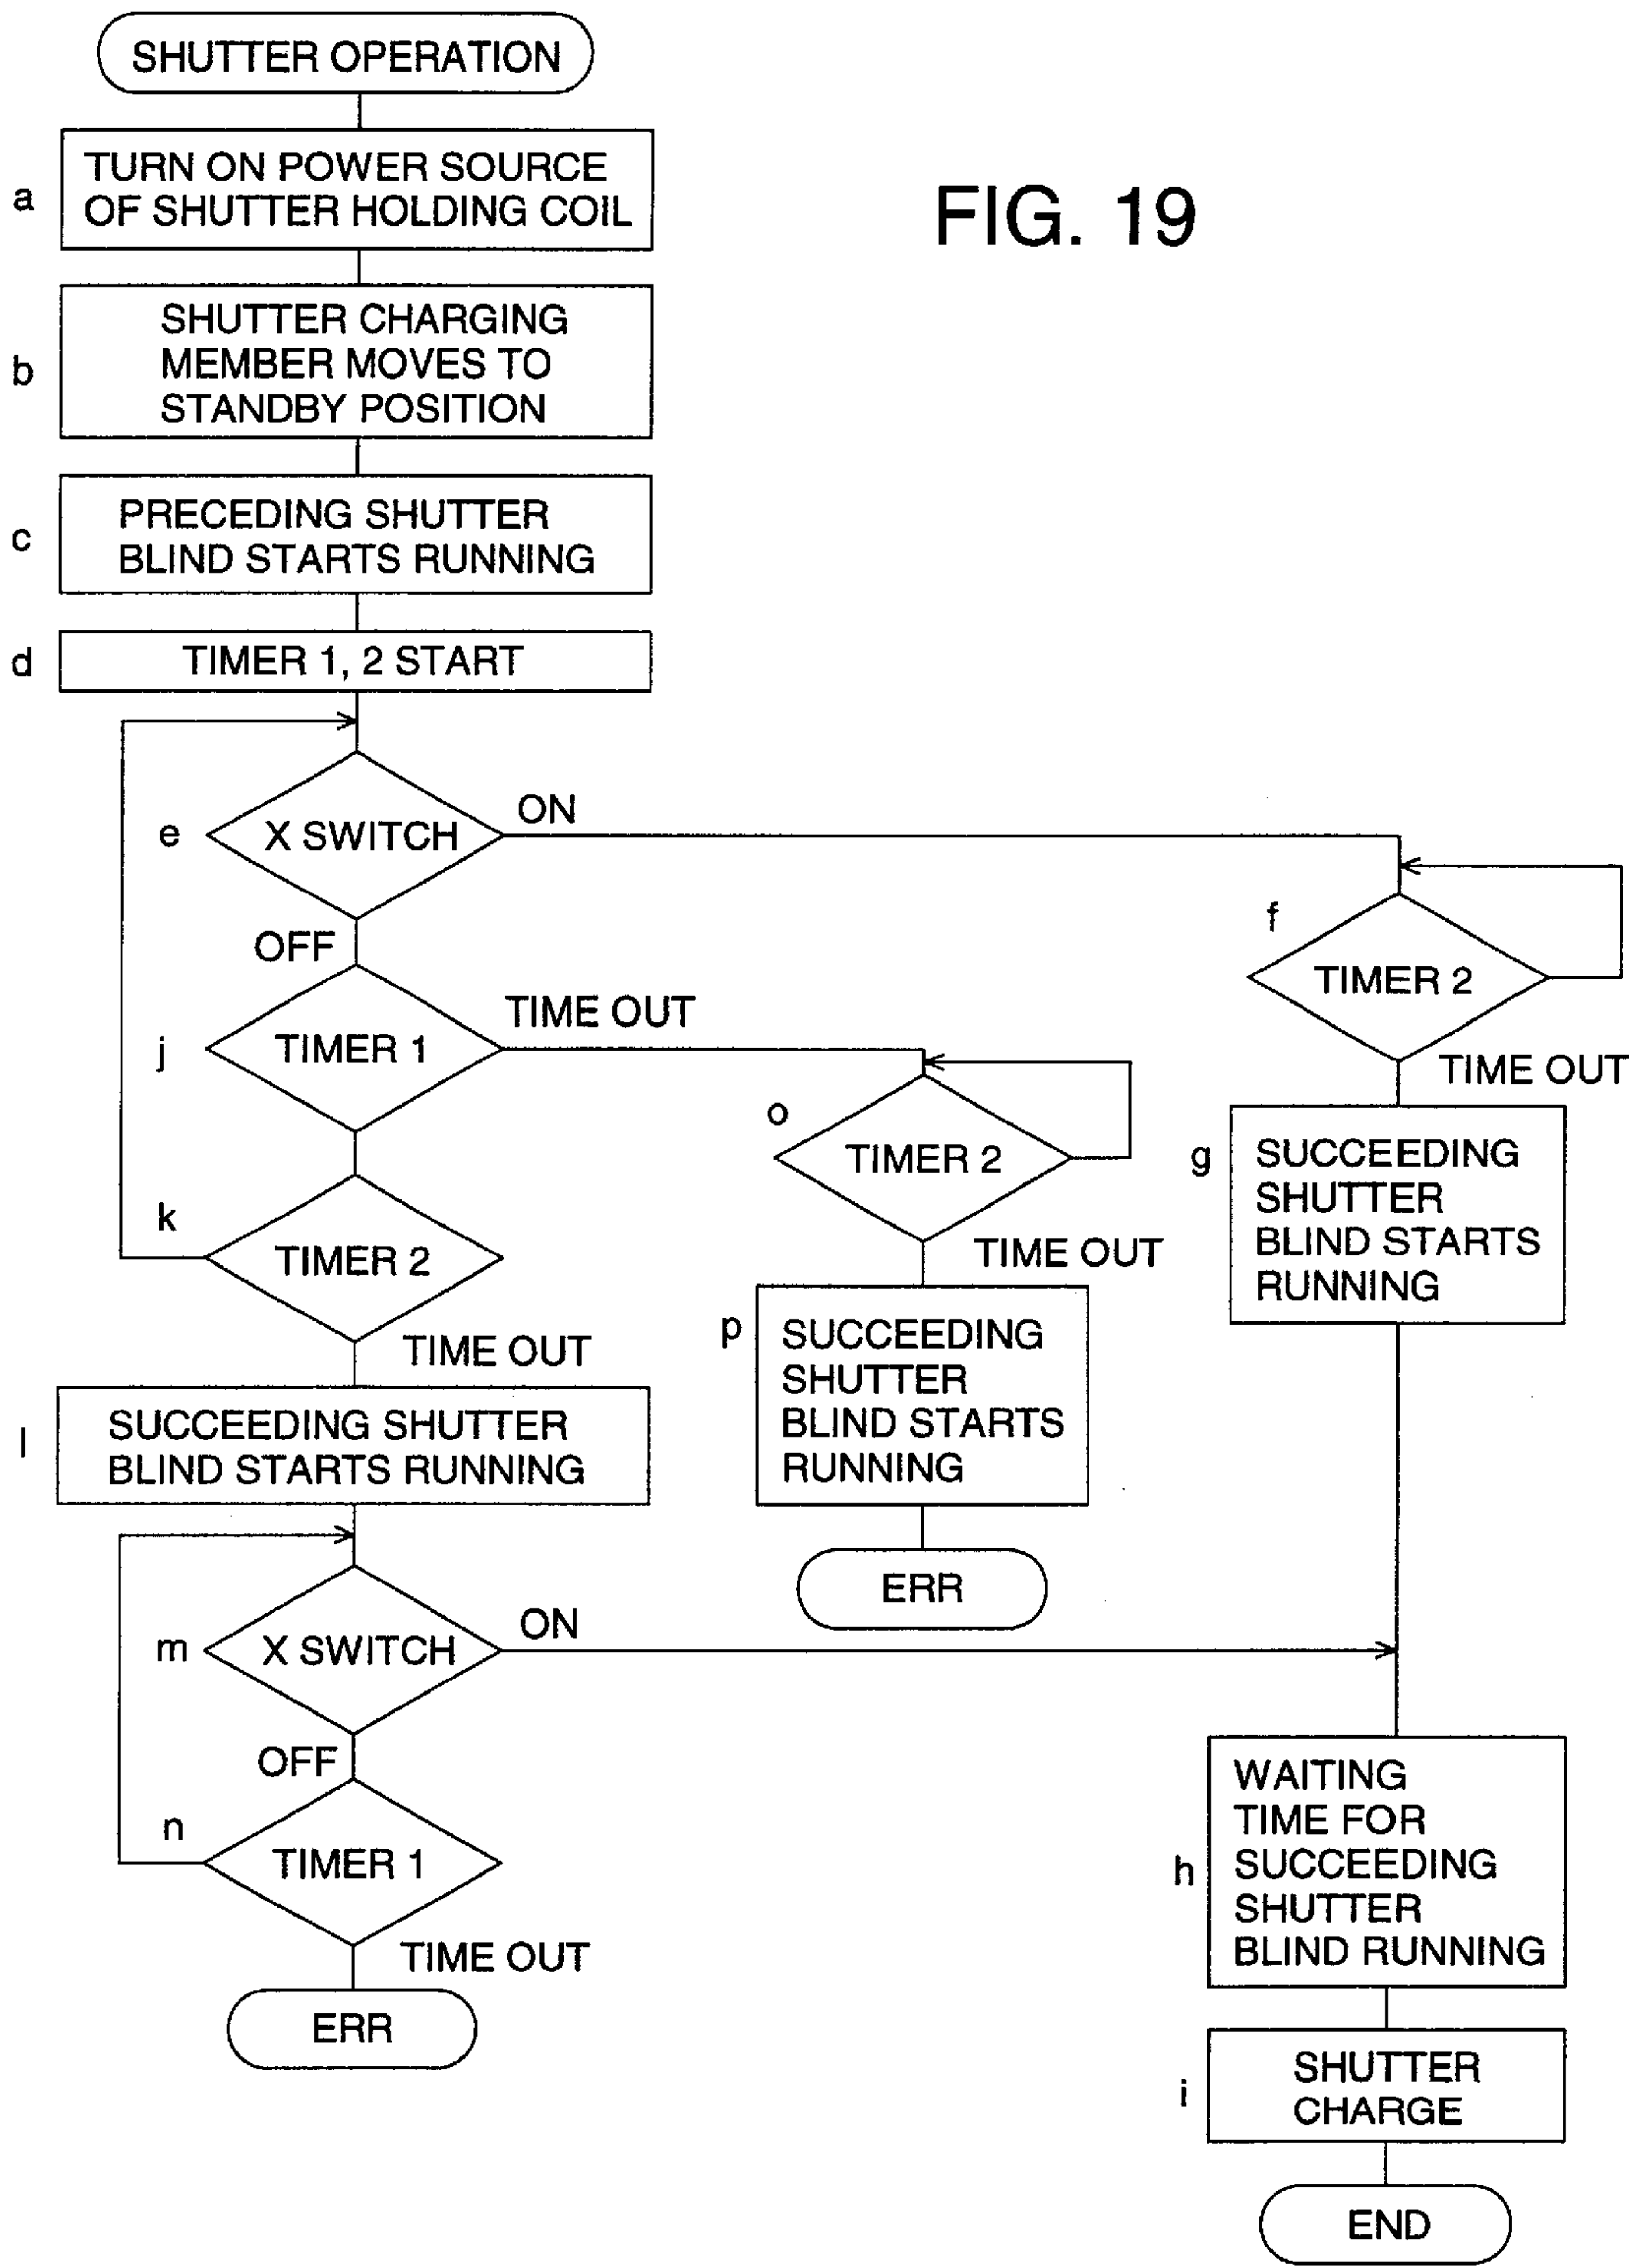 SHUTTER OPERATION
FIG. 19
a
TURN ON POWER SOURCE
OF SHUTTER HOLDING COIL
b
SHUTTER CHARGING
MEMBER MOVES TO
STANDBY POSITION
c
PRECEDING SHUTTER
BLIND STARTS RUNNING
d
TIMER 1, 2 START
e
X SWITCH
ON
OFF
j
TIMER 1
TIME OUT
k
TIMER 2
TIME OUT
l
SUCCEEDING SHUTTER
BLIND STARTS RUNNING
m
X SWITCH
ON
OFF
n
TIMER 1
TIME OUT
ERR
o
TIMER 2
TIME OUT
p
SUCCEEDING
SHUTTER
BLIND STARTS
RUNNING
ERR
f
TIMER 2
TIME OUT
g
SUCCEEDING
SHUTTER
BLIND STARTS
RUNNING
h
WAITING
TIME FOR
SUCCEEDING
SHUTTER
BLIND RUNNING
i
SHUTTER
CHARGE
END